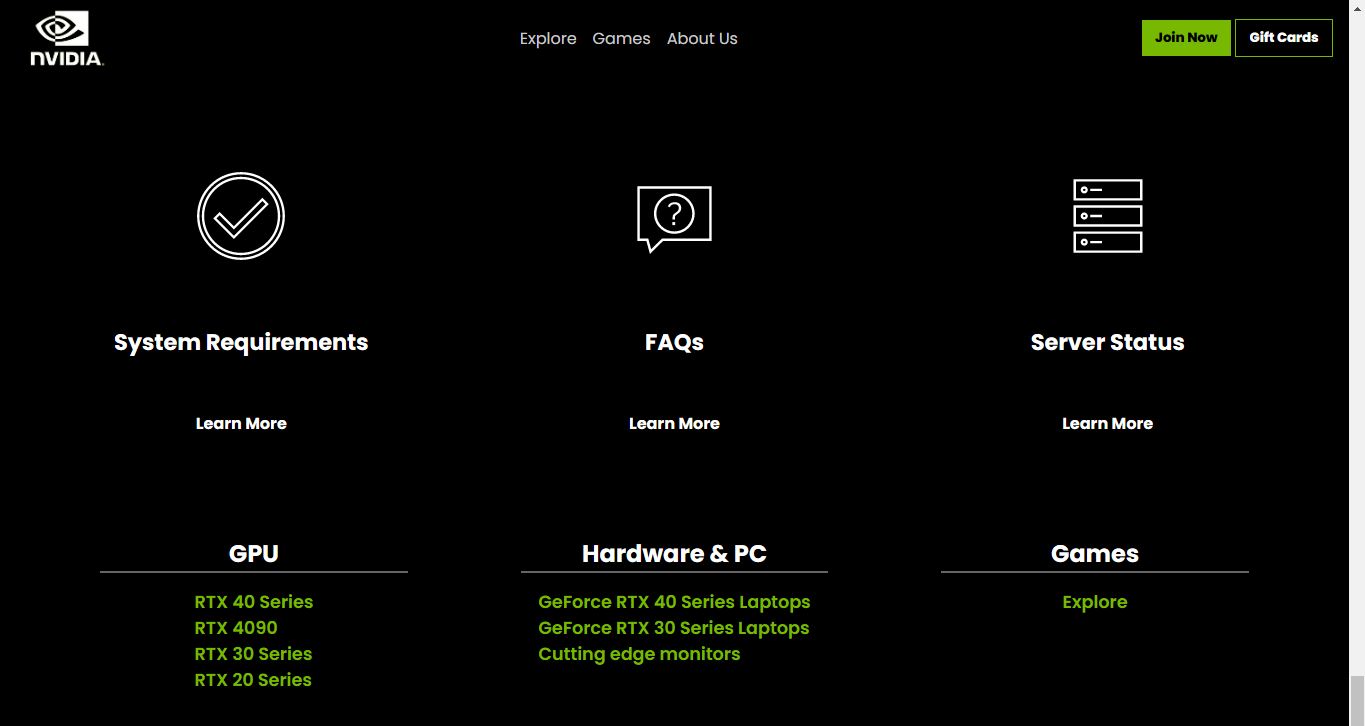 NVIDIA.
Explore Games About Us
Join Now
Gift Cards
?
System Requirements
FAQs
Server Status
Learn More
Learn More
Learn More
GPU
RTX 40 Series
RTX 4090
RTX 30 Series
RTX 20 Series
Hardware & PC
GeForce RTX 40 Series Laptops
GeForce RTX 30 Series Laptops
Cutting edge monitors
Games
Explore